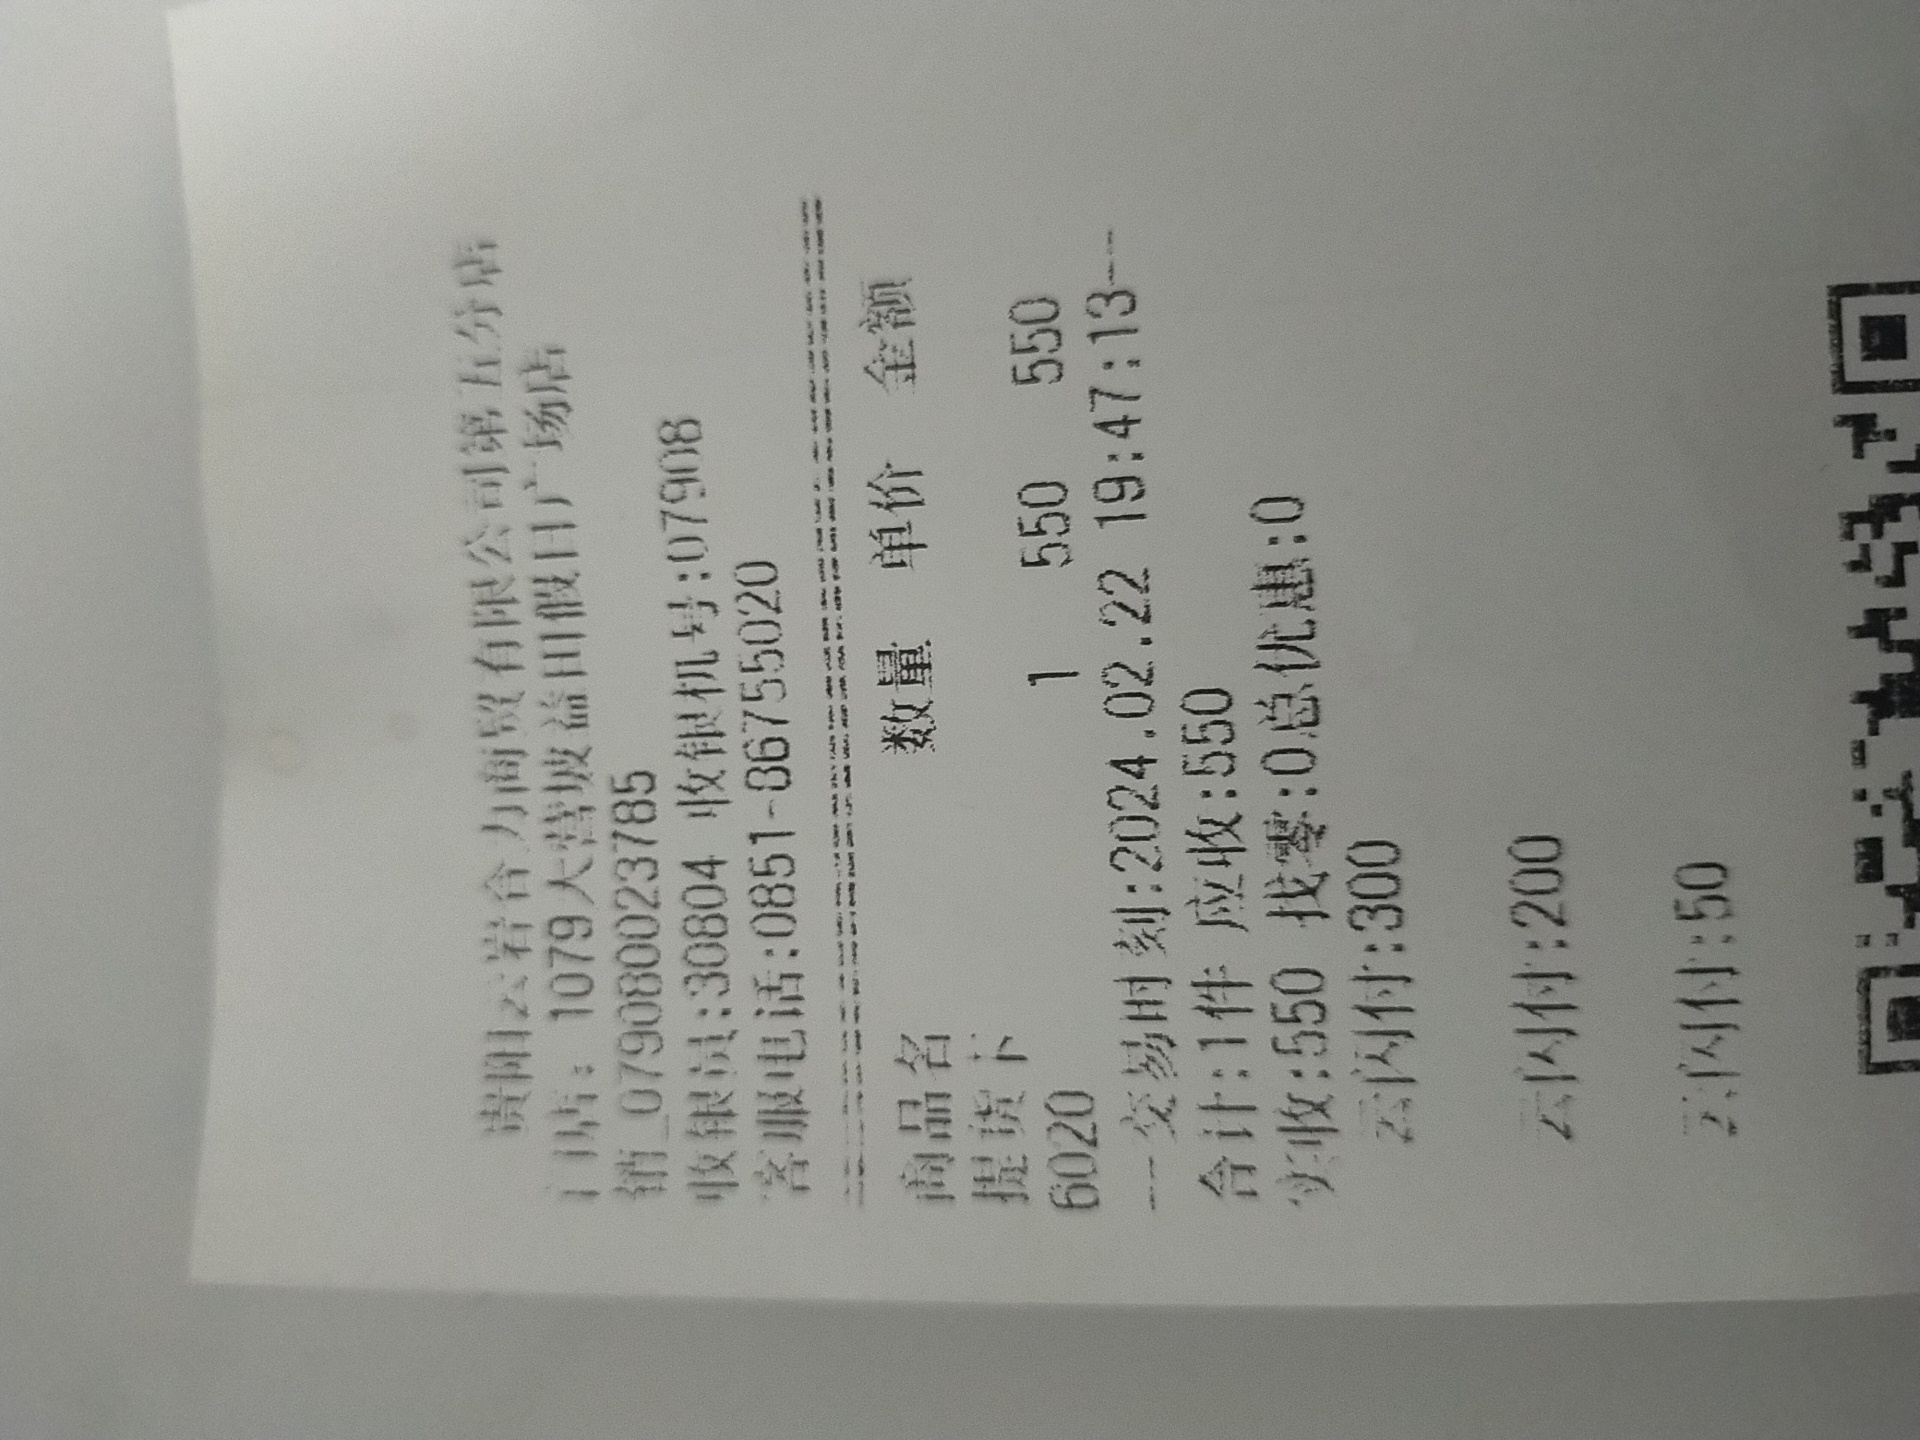 贵阳云岩合力商贸有限公司第五分店
门店: 1079大营坡益田假日广场店
销_079080023785
收银员:30804 收银机号:07908
客服电话:0851-86755020
商品名 数量 单价 金额
提货卡
6020 1 550 550
---交易时刻:2024.02.22 19:47:13---
合计:1件 应收:550
实收:550 找零:0总优惠:0
云闪付:300
云闪付:200
云闪付:50